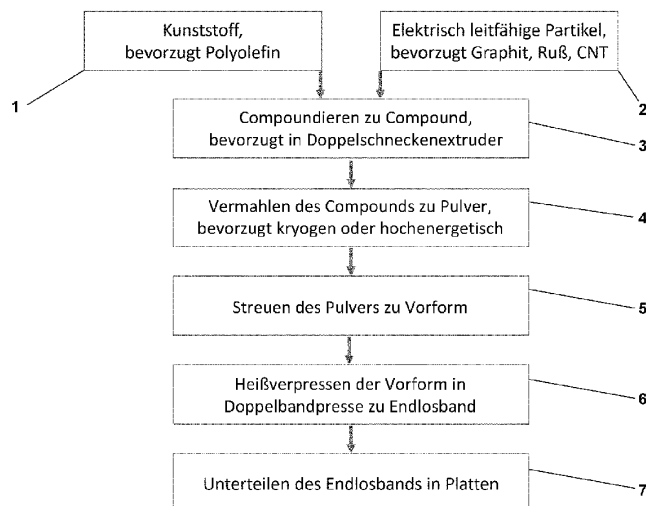 Kunststoff,
bevorzugt Polyolefin
Elektrisch leitfähige Partikel,
bevorzugt Graphit, Ruß, CNT
1
2
Compoundieren zu Compound,
bevorzugt in Doppelschneckenextruder
3
Vermahlen des Compounds zu Pulver,
bevorzugt kryogen oder hochenergetisch
4
Streuen des Pulvers zu Vorform
5
Heißverpressen der Vorform in
Doppelbandpresse zu Endlosband
6
Unterteilen des Endlosbands in Platten
7